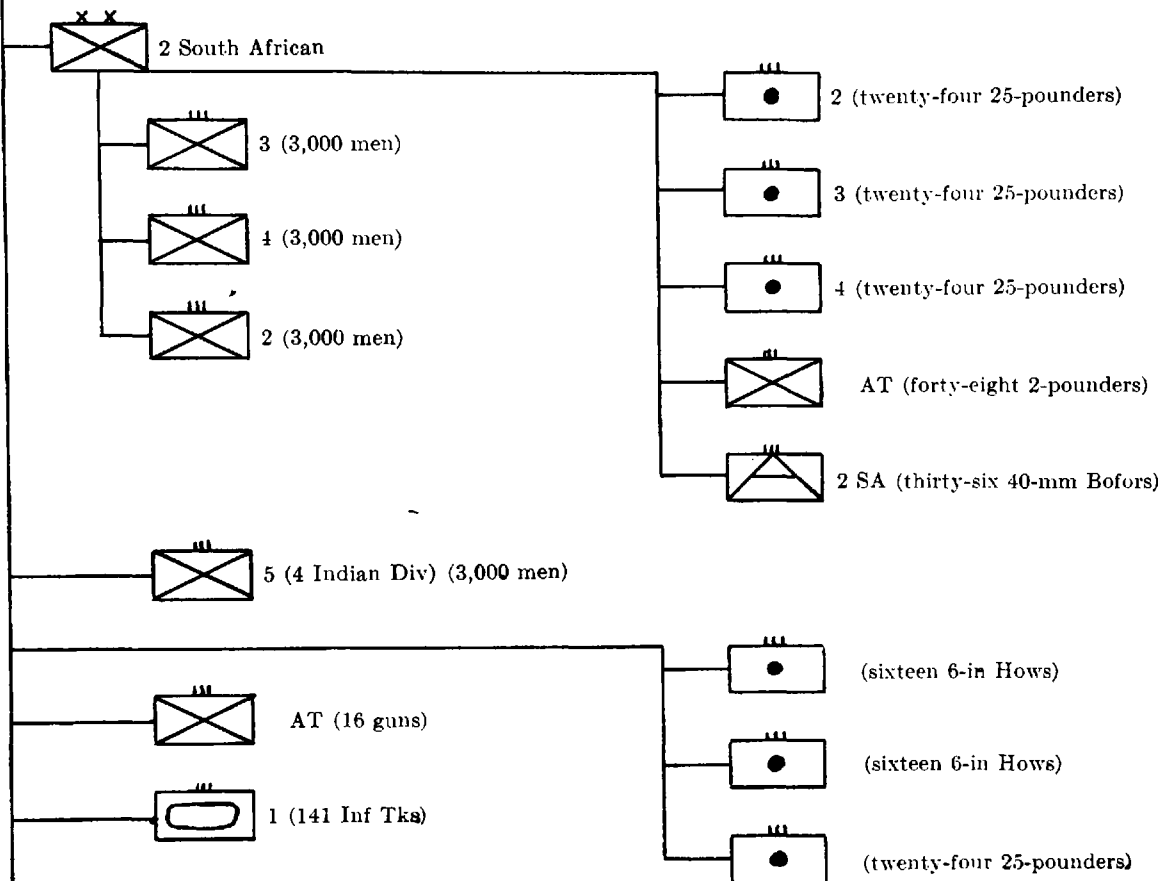 2 South African
3 (3,000 men)
4 (3,000 men)
2 (3,000 men)
2 (twenty-four 25-pounders)
3 (twenty-four 25-pounders)
4 (twenty-four 25-pounders)
AT (forty-eight 2-pounders)
2 SA (thirty-six 40-mm Bofors)
5 (4 Indian Div) (3,000 men)
AT (16 guns)
1 (141 Inf Tks)
(sixteen 6-in Hows)
(sixteen 6-in Hows)
(twenty-four 25-pounders)